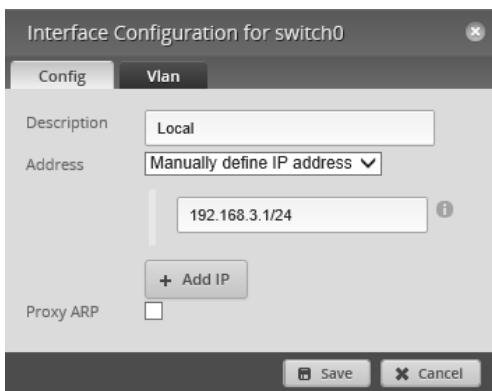 Interface Configuration for switch0
Config
Vlan
Description
Local
Address
Manually define IP address
192.168.3.1/24
+ Add IP
Proxy ARP
Save
Cancel